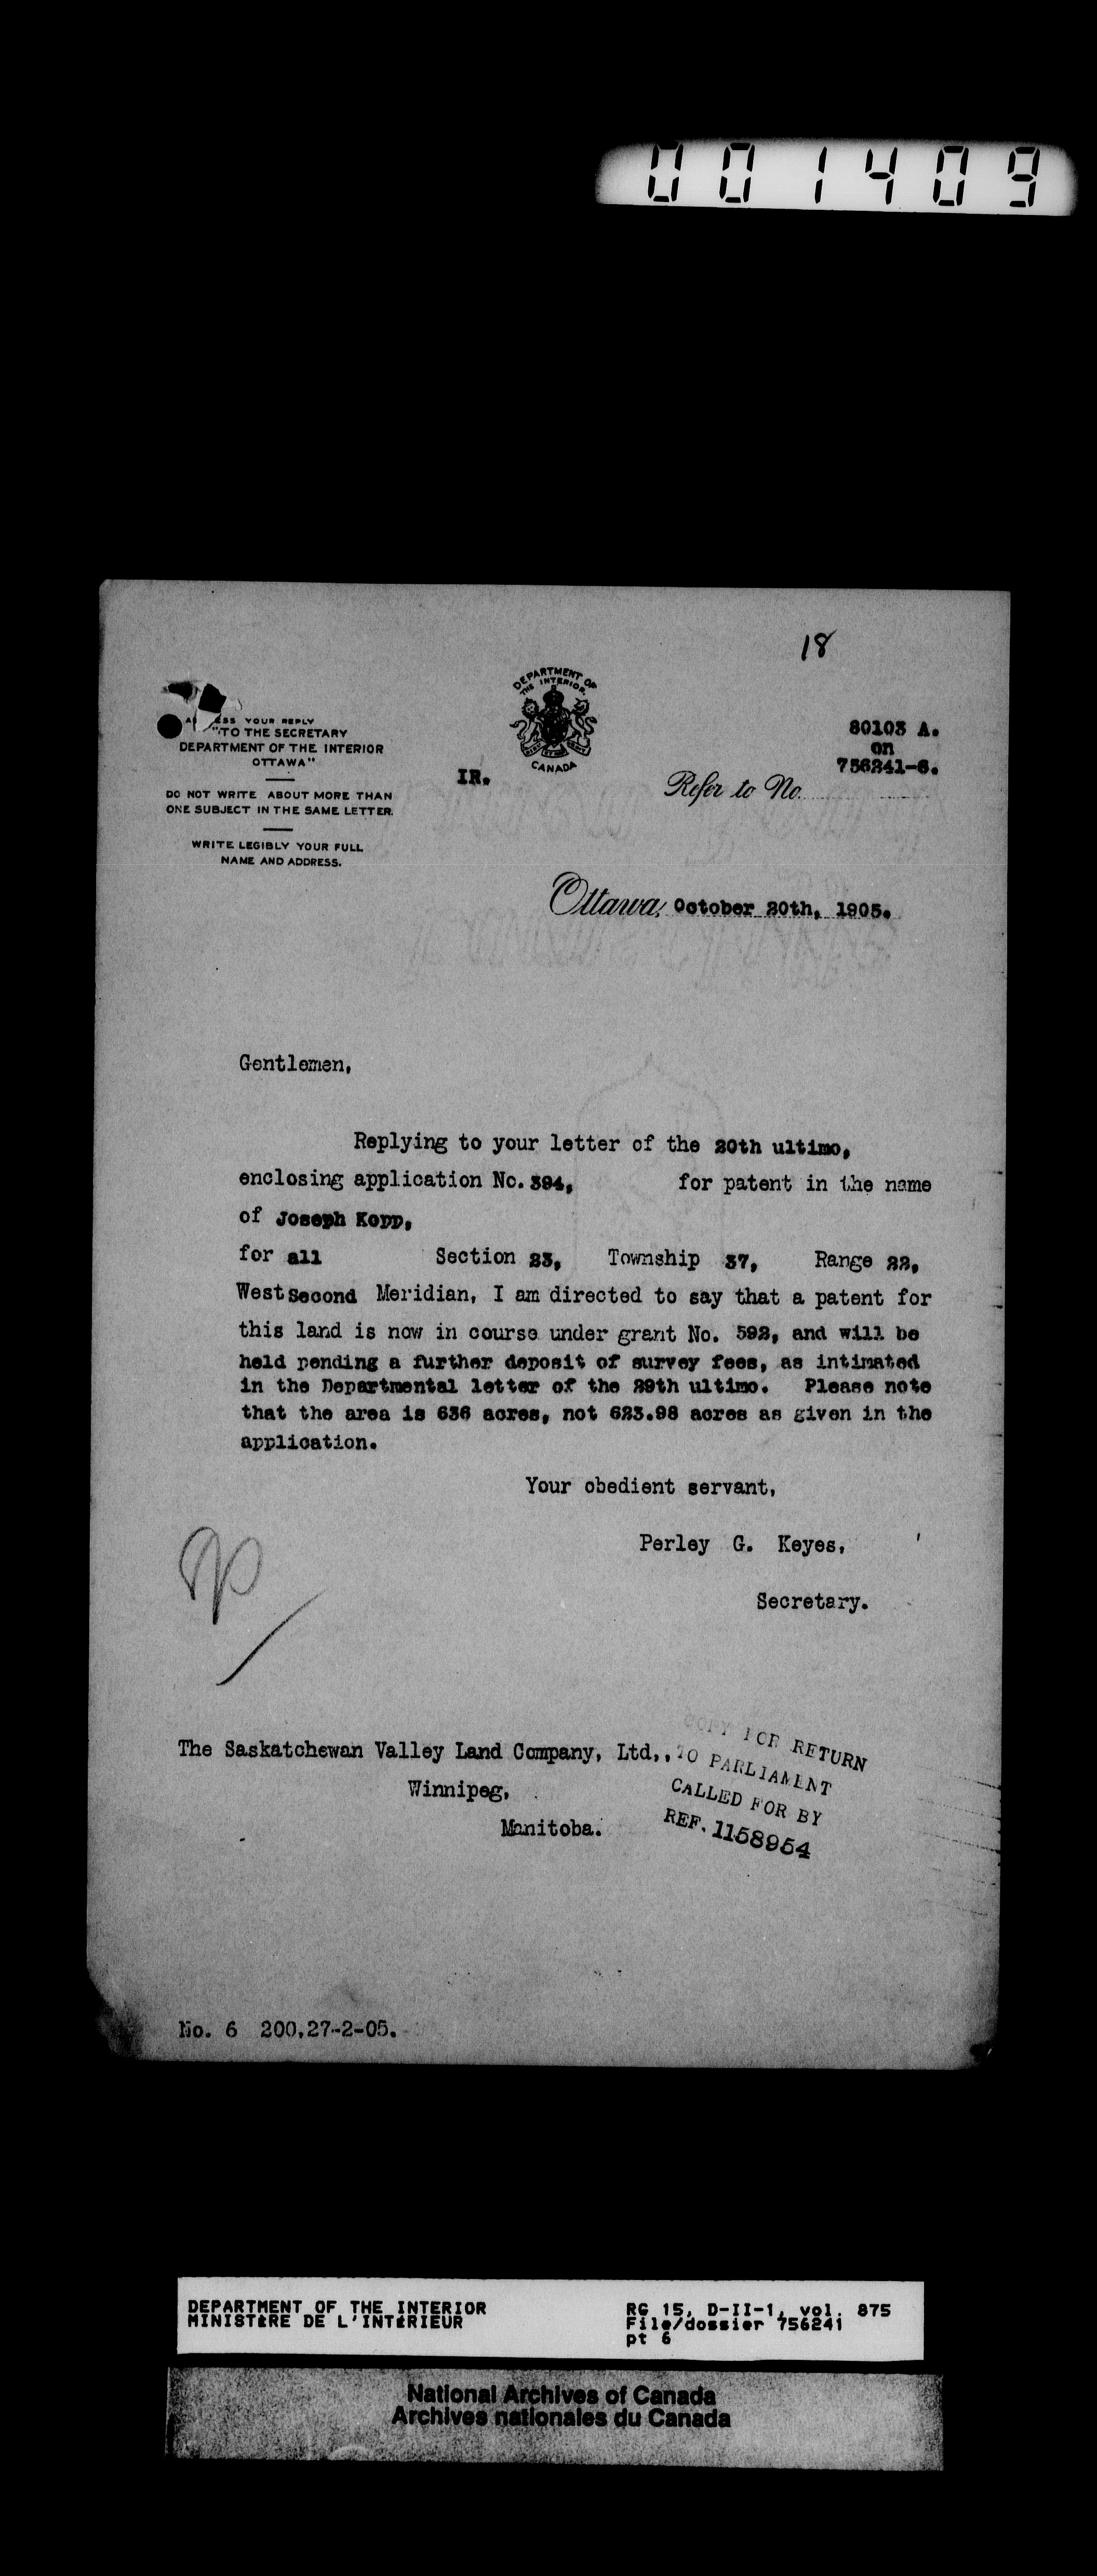 001409
18
DEPARTMENT OF
THE INTERIOR.
CANADA
YOUR REPLY
"TO THE SECRETARY
DEPARTMENT OF THE INTERIOR
OTTAWA"
DO NOT WRITE ABOUT MORE THAN
ONE SUBJECT IN THE SAME LETTER.
WRITE LEGIBLY YOUR FULL
NAME AND ADDRESS.
IR.
80103 A.
on
756241-6.
Refer to No.
Ottawa, October 20th, 1905.
Gentlemen,
Replying to your letter of the 20th ultimo,
enclosing application No. 394, for patent in the name
of Joseph Kopp,
for all Section 23, Township 37, Range 22,
West Second Meridian, I am directed to say that a patent for
this land is now in course under grant No. 592, and will be
held pending a further deposit of survey fees, as intimated
in the Departmental letter of the 29th ultimo. Please note
that the area is 636 acres, not 623.98 acres as given in the
application.
Your obedient servant,
Perley G. Keyes,
Secretary.
The Saskatchewan Valley Land Company, Ltd.,
Winnipeg,
Manitoba.
COPY FOR RETURN
TO PARLIAMENT
CALLED FOR BY
REF. 1158954
No. 6 200,27-2-05.
DEPARTMENT OF THE INTERIOR
MINISTÈRE DE L'INTÉRIEUR
RG 15, D-II-1, vol. 875
File/dossier 756241
pt 6
National Archives of Canada
Archives nationales du Canada